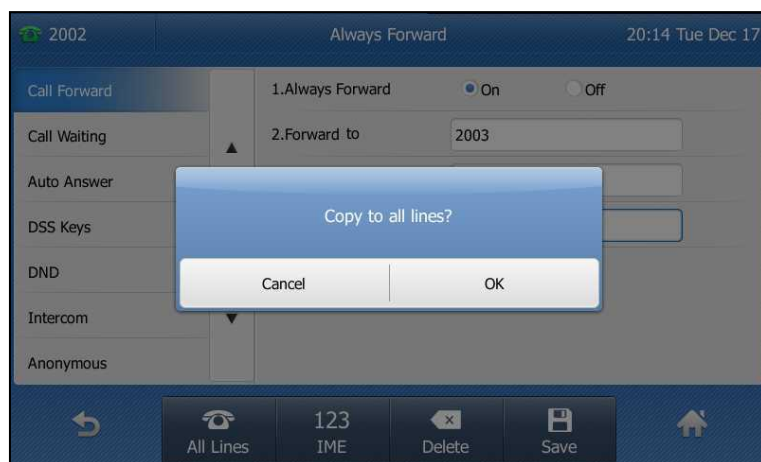 2002 Always Forward 20:14 Tue Dec 17
Call Forward
Call Waiting
Auto Answer
DSS Keys
DND
Intercom
Anonymous
1.Always Forward On Off
2.Forward to 2003
Copy to all lines?
Cancel OK
All Lines
123
IME
Delete
Save